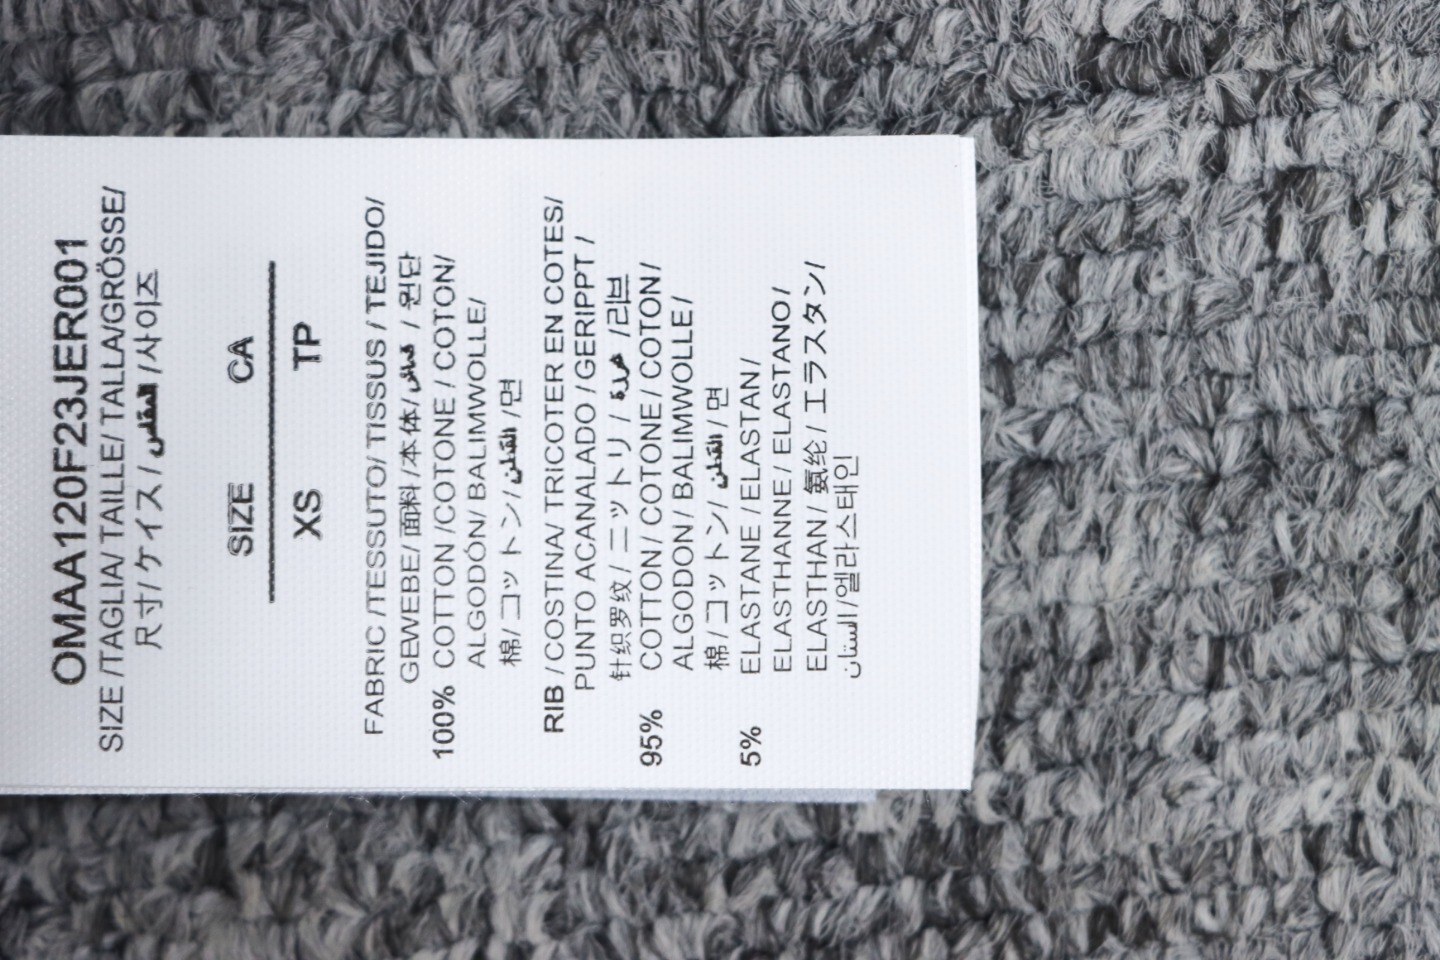 OMAA120F23JER001
SIZE /TAGLIA/ TAILLE/ TALLA/GRÖSSE/
尺寸/ケイス/ المقاس /사이즈
SIZE CA
XS TP
FABRIC /TESSUTO/ TISSUS / TEJIDO/
GEWEBE/ 面料/本体/ قماش / 원단
100% COTTON /COTONE / COTON/
ALGODÓN/ BALIMWOLLE/
棉/コットン/ القطن /면
RIB /COSTINA/ TRICOTER EN COTES/
PUNTO ACANALADO /GERIPPT /
针织罗纹/ニットリ/ /리브
95% COTTON/ COTONE/ COTON/
ALGODON/ BALIMWOLLE/
棉/コットン/ القطن /면
5% ELASTANE /ELASTAN/
ELASTHANNE/ ELASTANO/
ELASTHAN/ 氨纶/エラスタン/
/엘라스태인